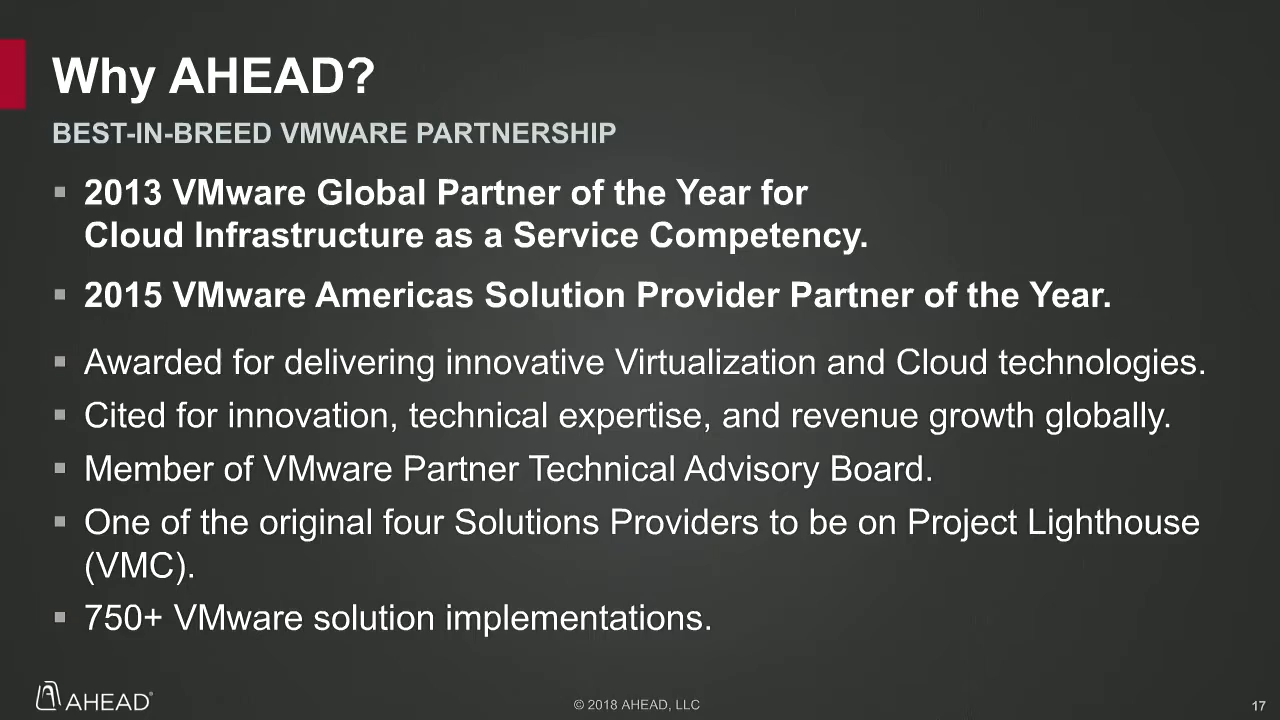 Why AHEAD?
BEST-IN-BREED VMWARE PARTNERSHIP
▪ 2013 VMware Global Partner of the Year for
Cloud Infrastructure as a Service Competency.
▪ 2015 VMware Americas Solution Provider Partner of the Year.
▪ Awarded for delivering innovative Virtualization and Cloud technologies.
▪ Cited for innovation, technical expertise, and revenue growth globally.
▪ Member of VMware Partner Technical Advisory Board.
▪ One of the original four Solutions Providers to be on Project Lighthouse
(VMC).
▪ 750+ VMware solution implementations.
AHEAD®
© 2018 AHEAD, LLC
17